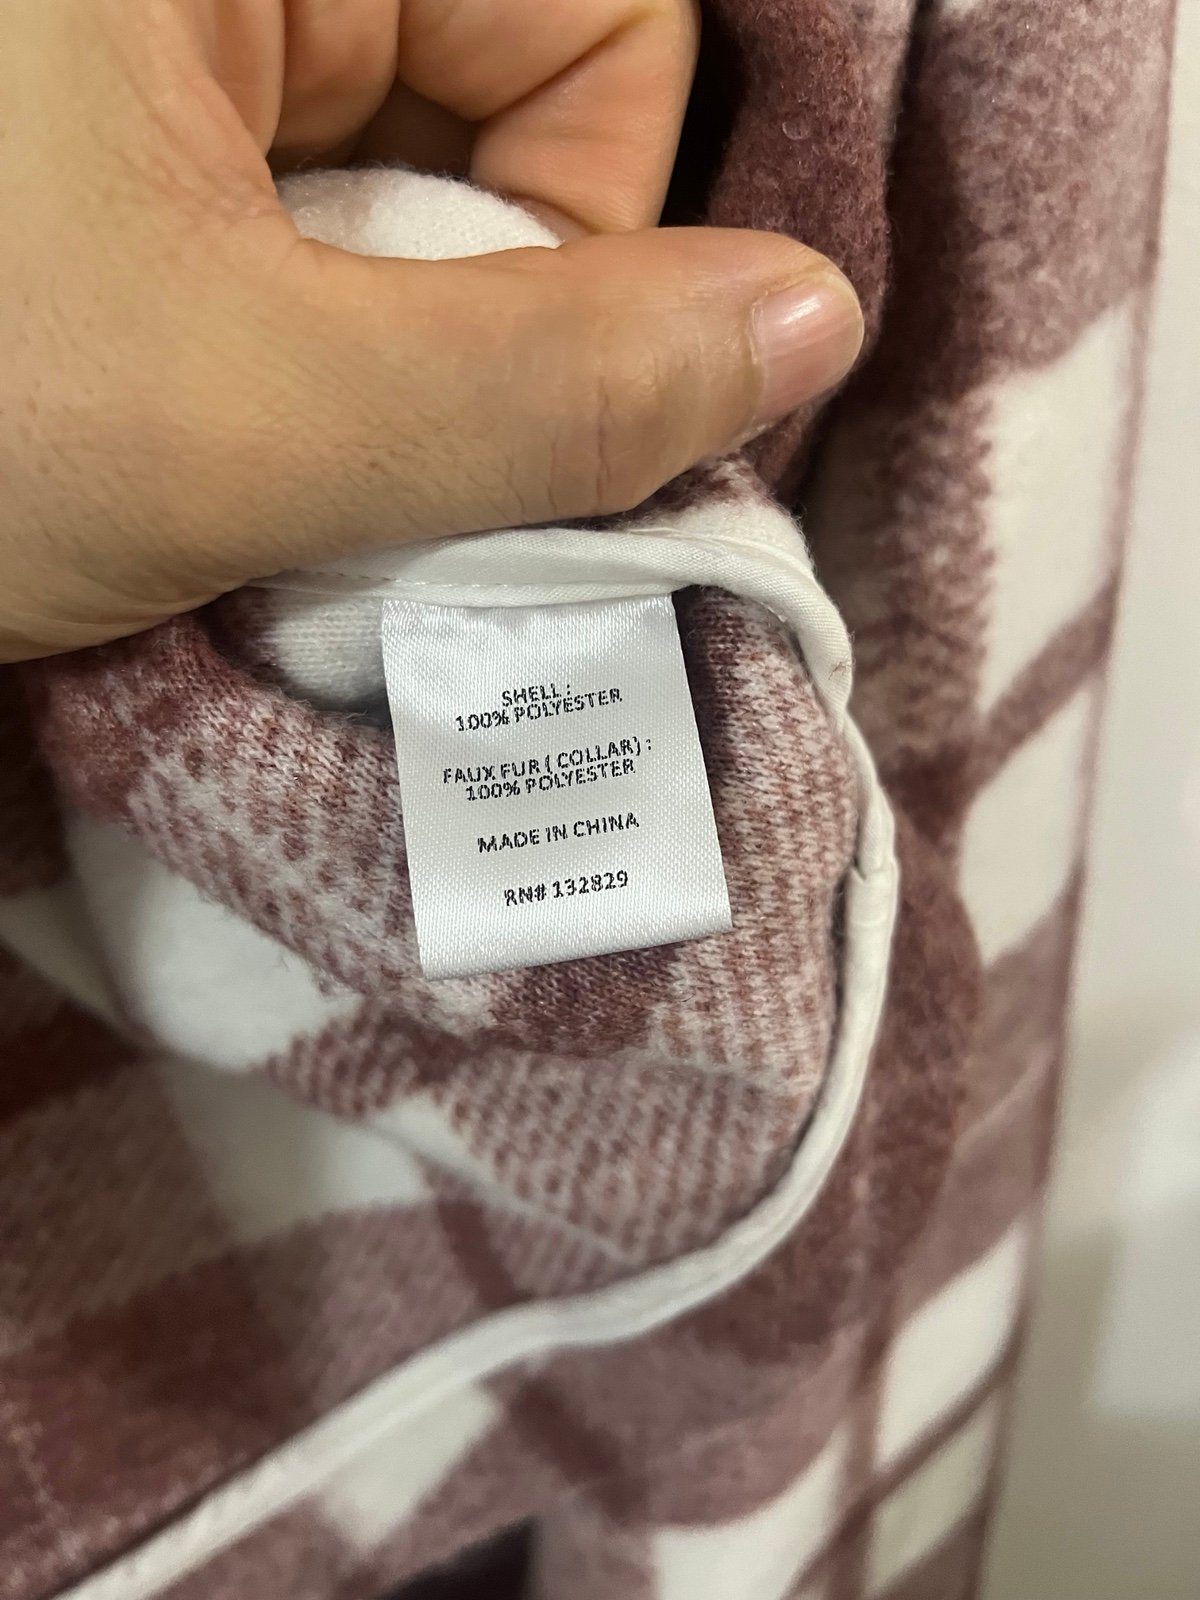 SHELL :
100% POLYESTER
FAUX FUR ( COLLAR) :
100% POLYESTER
MADE IN CHINA
RN# 132829